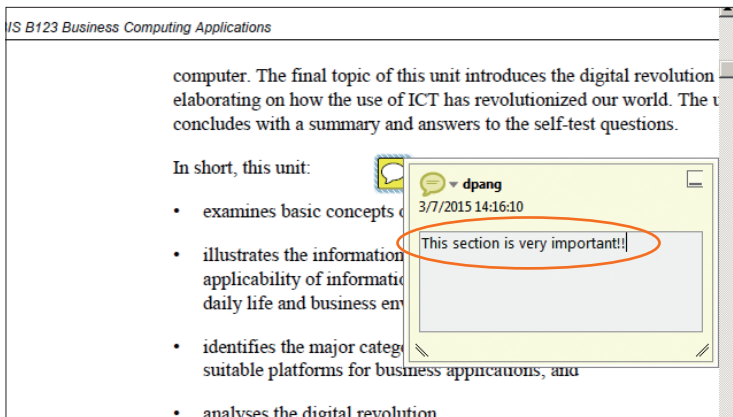 IS B123 Business Computing Applications
computer. The final topic of this unit introduces the digital revolution
elaborating on how the use of ICT has revolutionized our world. The
concludes with a summary and answers to the self-test questions.
In short, this unit:
• examines basic concepts
• illustrates the information
applicability of
daily life and business
• identifies the major
suitable platforms for business applications, and
• analyses the digital revolution
dpang
3/7/2015 14:16:10
This section is very important!!